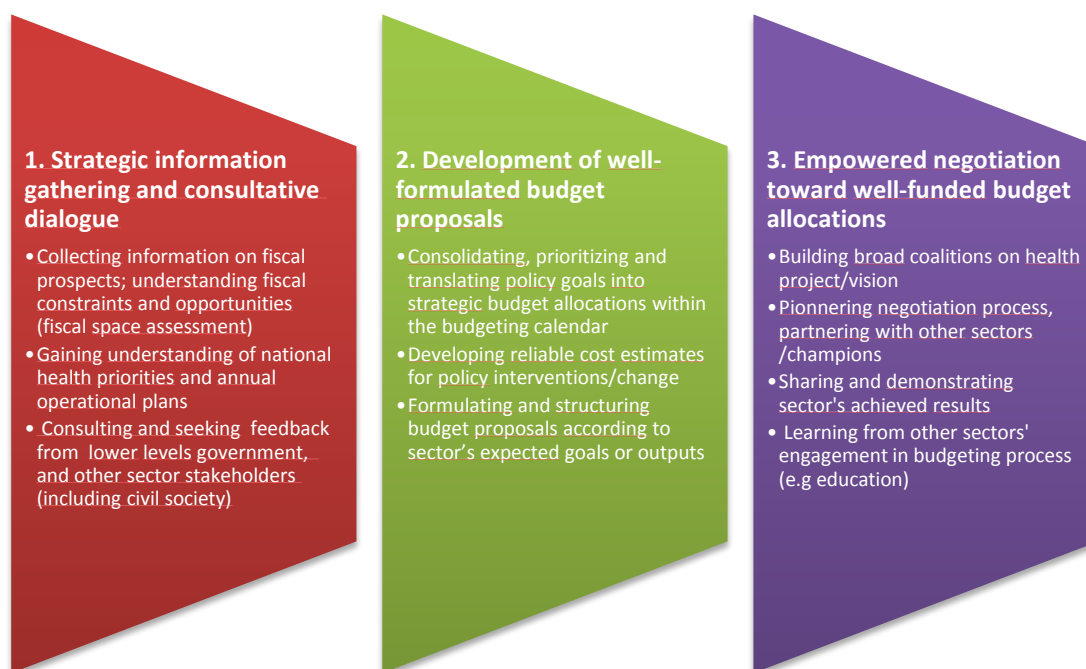 1. Strategic information
gathering and consultative
dialogue
•Collecting information on fiscal
prospects; understanding fiscal
constraints and opportunities
(fiscal space assessment)
•Gaining understanding of national
health priorities and annual
operational plans
• Consulting and seeking feedback
from lower levels government,
and other sector stakeholders
(including civil society)
2. Development of well-
formulated budget
proposals
•Consolidating, prioritizing and
translating policy goals into
strategic budget allocations within
the budgeting calendar
•Developing reliable cost estimates
for policy interventions/change
•Formulating and structuring
budget proposals according to
sector's expected goals or outputs
3. Empowered negotiation
toward well-funded budget
allocations
•Building broad coalitions on health
project/vision
•Pionnering negotiation process,
partnering with other sectors
/champions
•Sharing and demonstrating
sector's achieved results
• Learning from other sectors'
engagement in budgeting process
(e.g education)